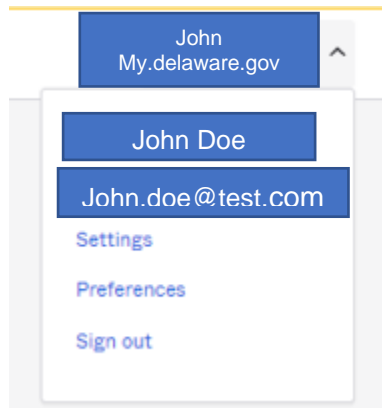 John
My.delaware.gov
John Doe
John.doe@test.com
Settings
Preferences
Sign out